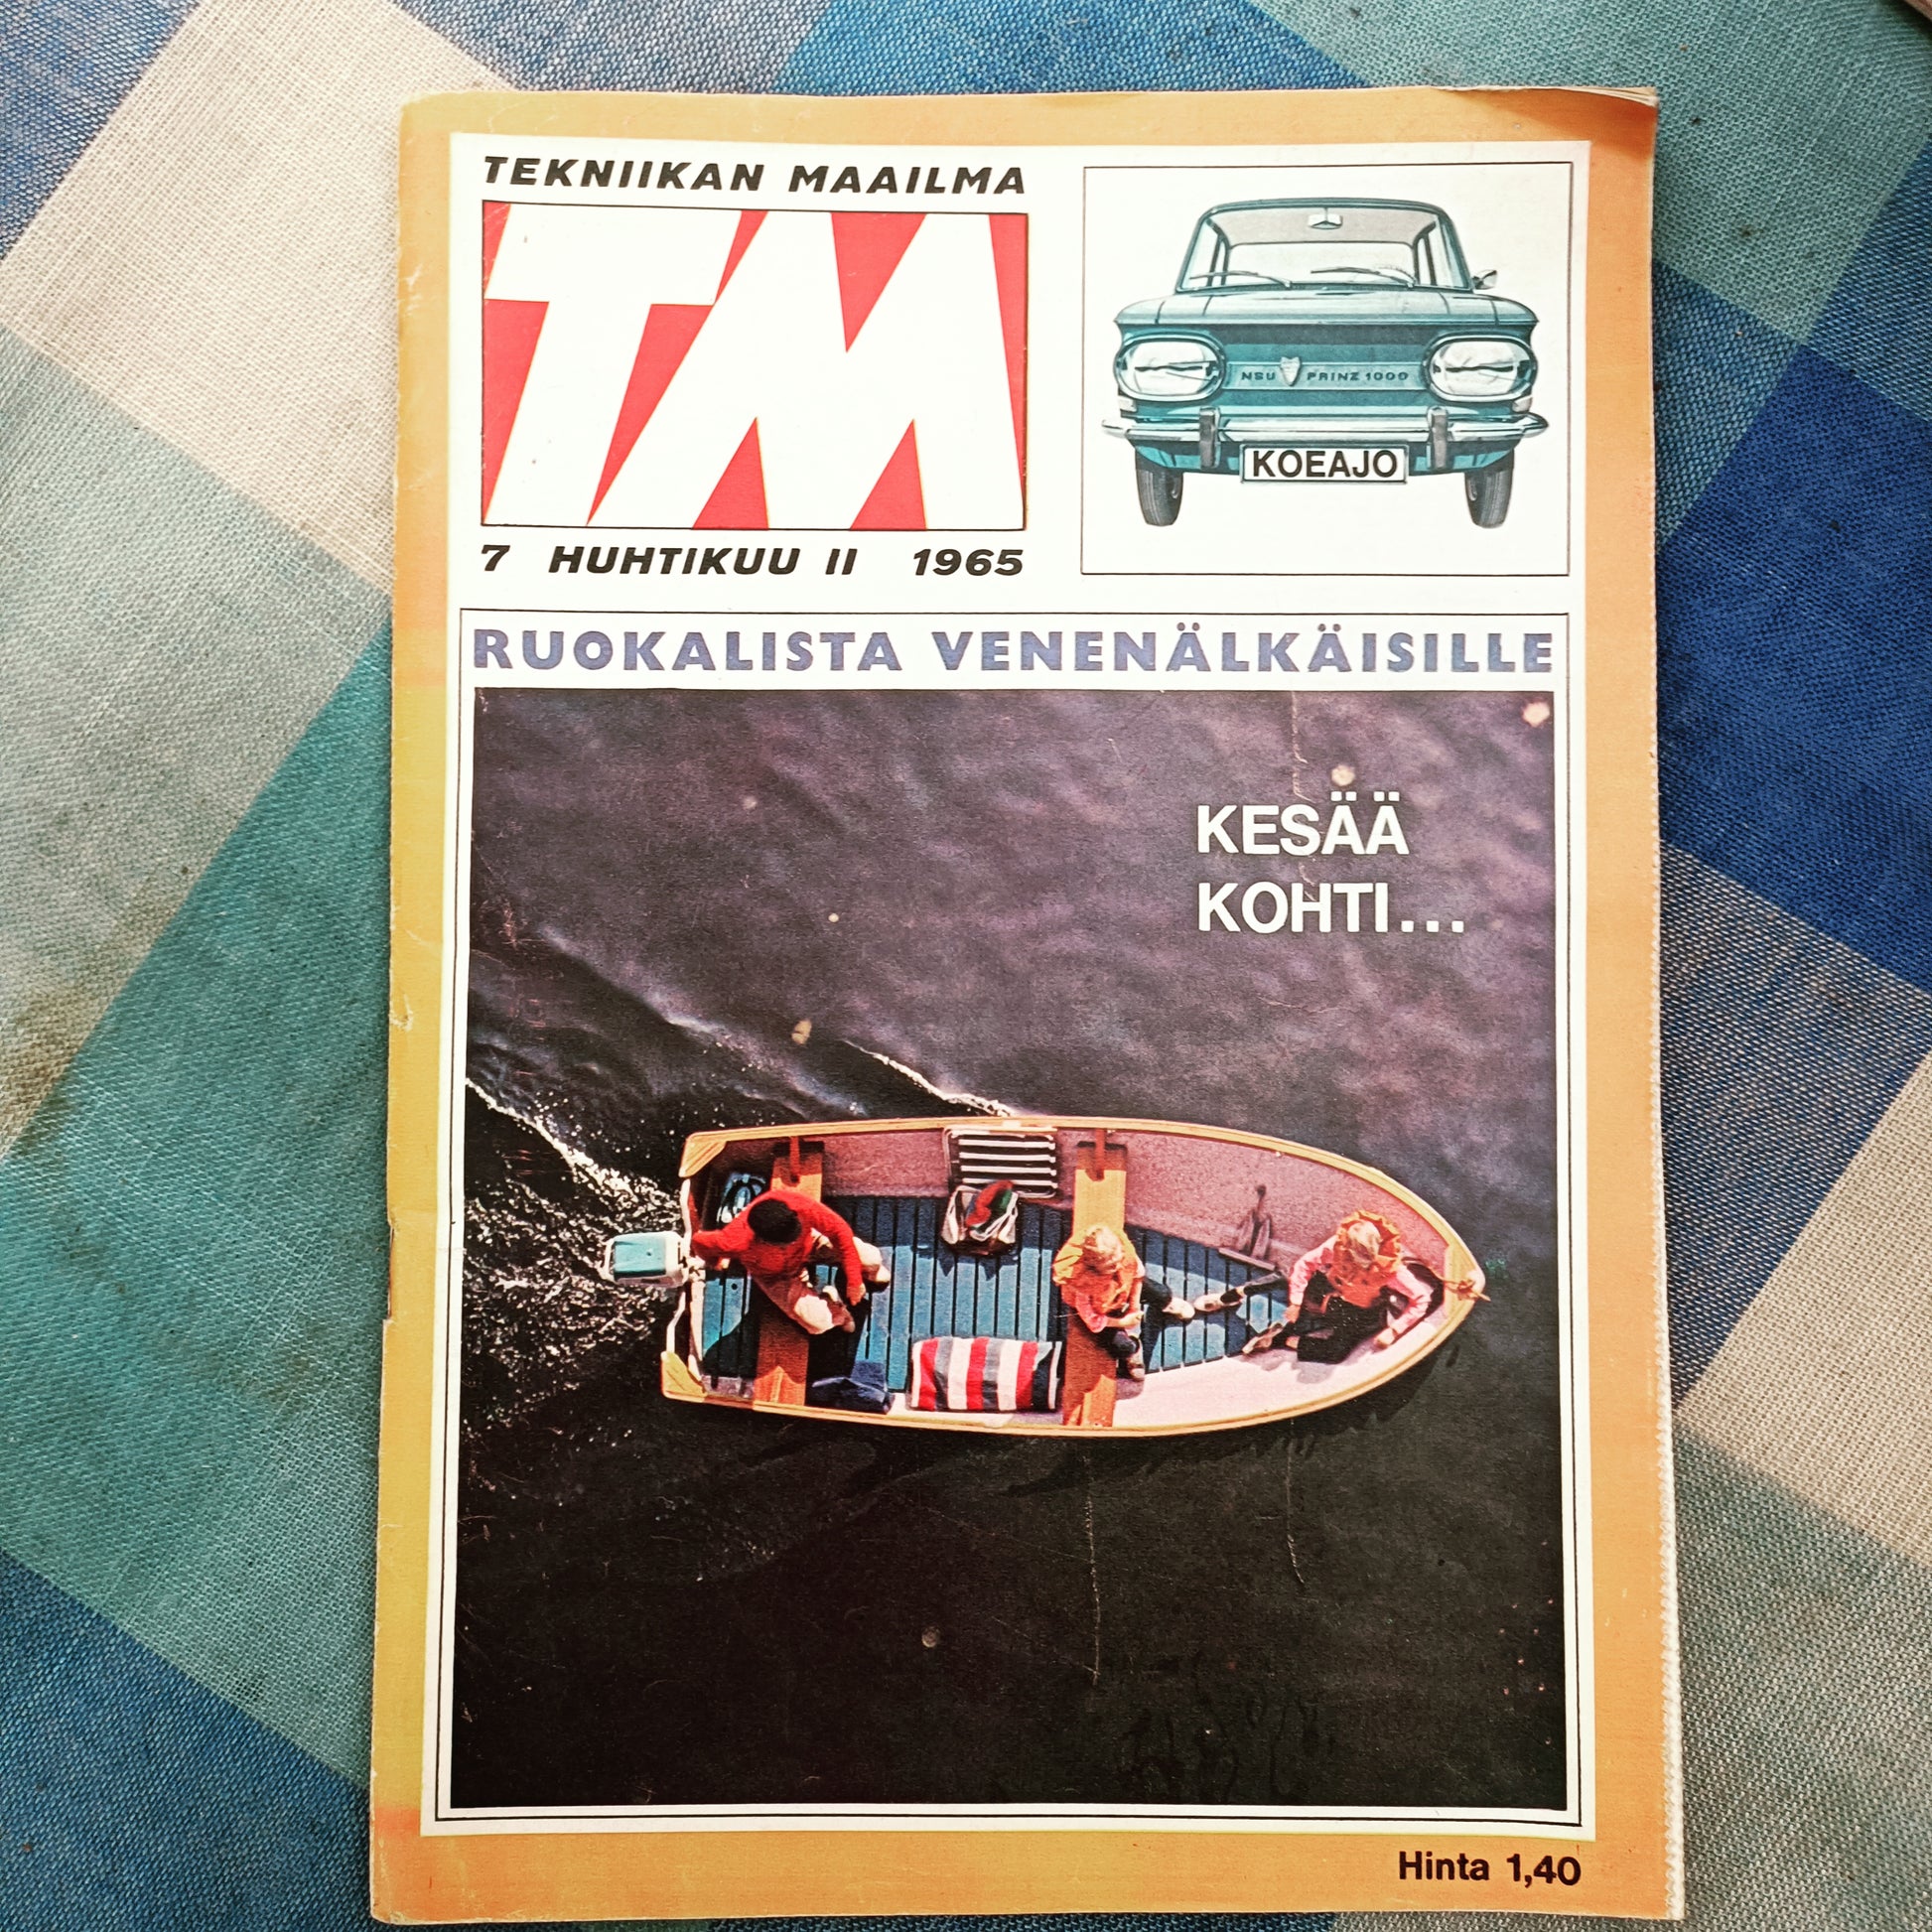 TEKNIIKAN MAAILMA
TM
7 HUHTIKUU II 1965
NSU PRINZ 1000
KOEAJO
RUOKALISTA VENENÄLKÄISILLE
KESÄÄ
KOHTI...
Hinta 1,40